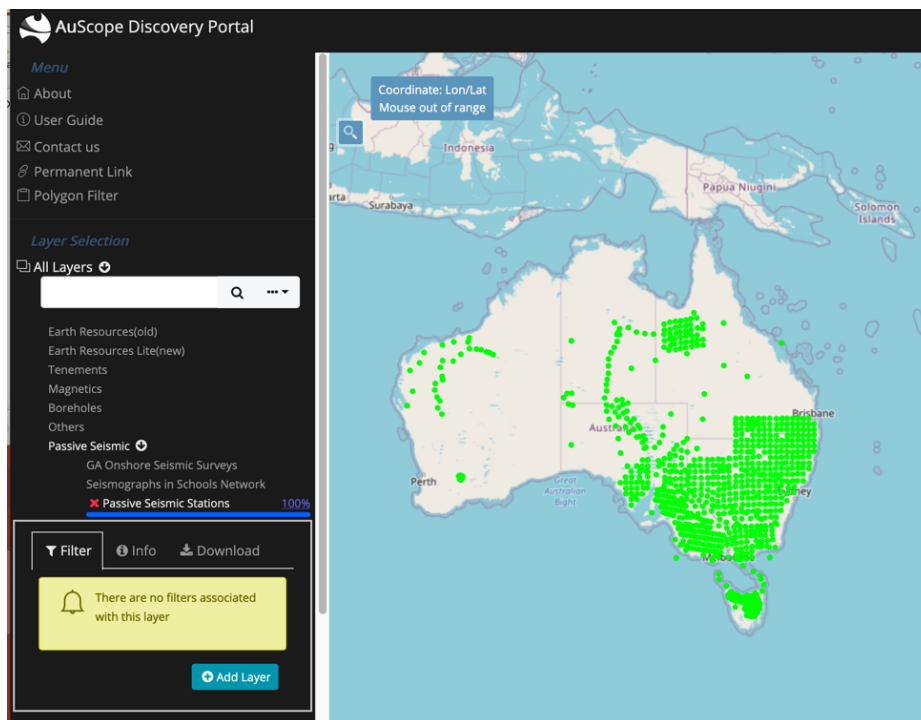 AuScope Discovery Portal
Menu
About
User Guide
Contact us
Permanent Link
Polygon Filter
Layer Selection
All Layers
Earth Resources(old)
Earth Resources Lite(new)
Tenements
Magnetics
Boreholes
Others
Passive Seismic
GA Onshore Seismic Surveys
Seismographs in Schools Network
Passive Seismic Stations 100%
Filter Info Download
There are no filters associated
with this layer
Add Layer
Coordinate: Lon/Lat
Mouse out of range
Indonesia
Surabaya
Papua Niugini
Solomon
Islands
Brisbane
Perth
Great
Australian
Bight